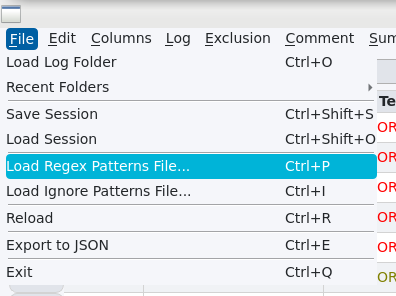 File Edit Columns Log Exclusion Comment Sum
Load Log Folder Ctrl+O
Recent Folders
Te
Save Session Ctrl+Shift+S
OR
Load Session Ctrl+Shift+O
OR
Load Regex Patterns File... Ctrl+P
Load Ignore Patterns File... Ctrl+I
OR
Reload Ctrl+R
OR
Export to JSON Ctrl+E
OR
Exit Ctrl+Q
OR